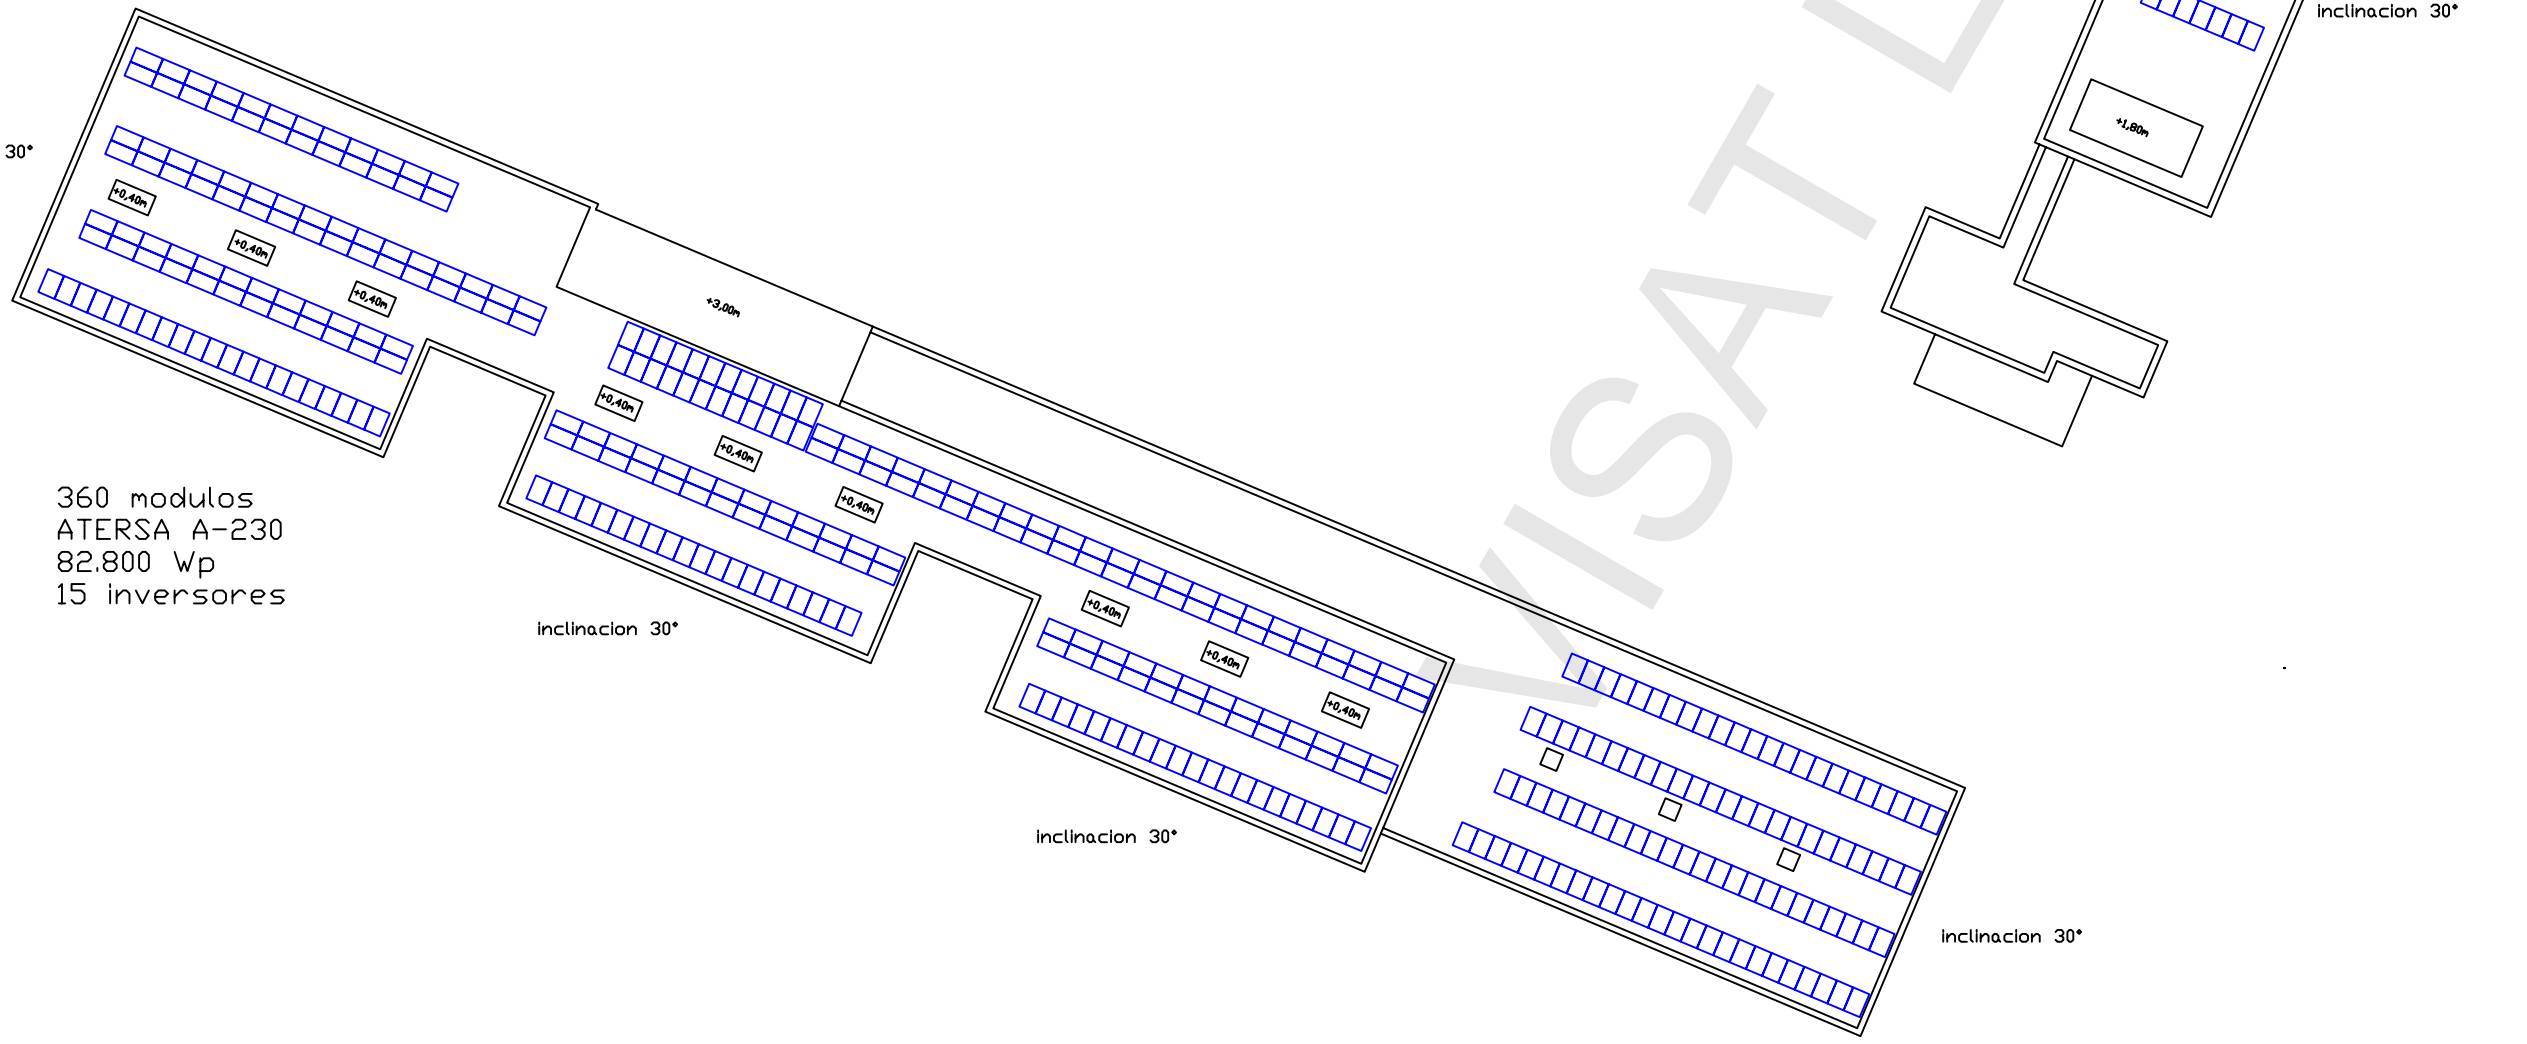 inclinacion 30°
+1,80m
30°
+0,40m
+0,40m
+0,40m
+3,00m
+0,40m
+0,40m
+0,40m
360 modulos
ATERSA A-230
82.800 Wp
15 inversores
inclinacion 30°
+0,40m
+0,40m
+0,40m
inclinacion 30°
inclinacion 30°
VISAT